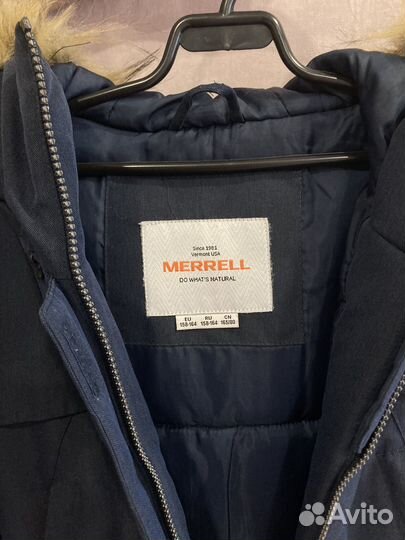 Since 1981
Vermont USA
MERRELL
DO WHAT'S NATURAL
EU RU CN
158-164 158-164 165/80
Avito